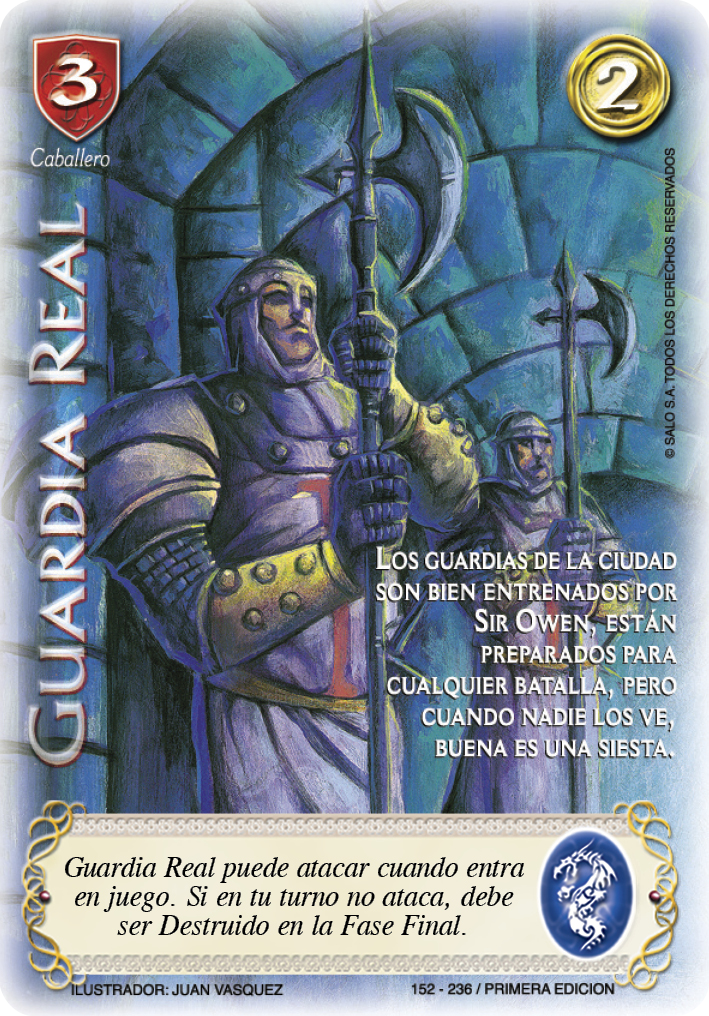 3
2
Caballero
GUARDIA REAL
© SALO S.A. TODOS LOS DERECHOS RESERVADOS
LOS GUARDIAS DE LA CIUDAD
SON BIEN ENTRENADOS POR
SIR OWEN, ESTÁN
PREPARADOS PARA
CUALQUIER BATALLA, PERO
CUANDO NADIE LOS VE,
BUENA ES UNA SIESTA.
Guardia Real puede atacar cuando entra
en juego. Si en tu turno no ataca, debe
ser Destruido en la Fase Final.
ILUSTRADOR: JUAN VASQUEZ
152 - 236 / PRIMERA EDICION